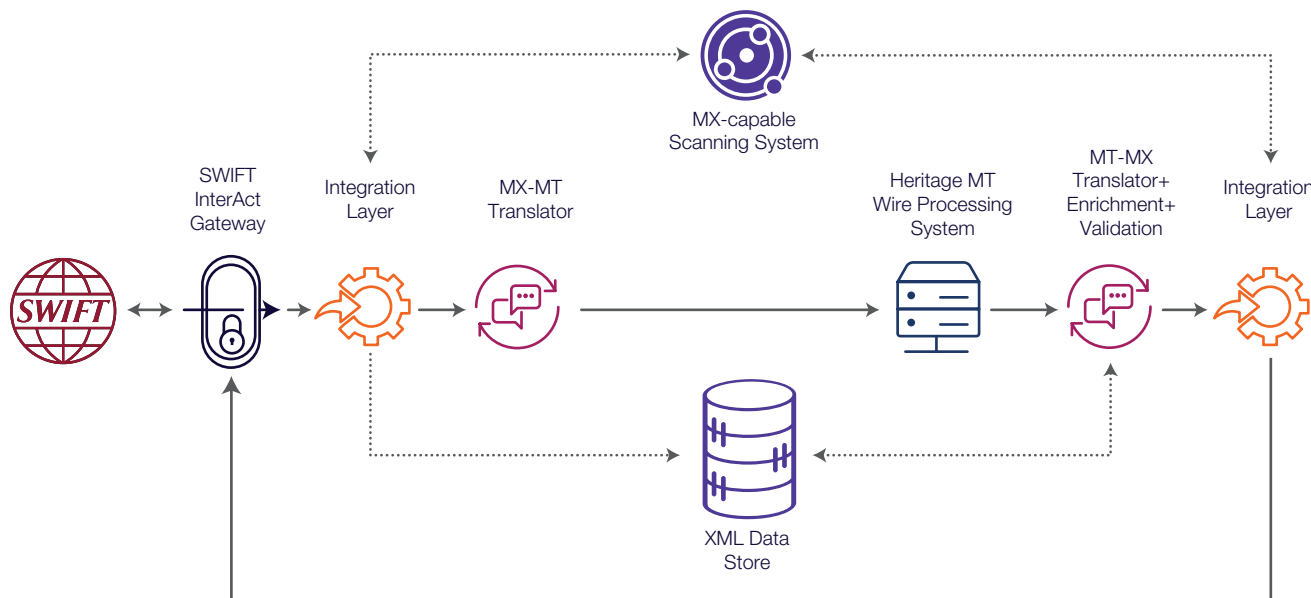 MX-capable
Scanning System
SWIFT
InterAct
Gateway
Integration
Layer
MX-MT
Translator
Heritage MT
Wire Processing
System
MT-MX
Translator+
Enrichment+
Validation
Integration
Layer
SWIFT
XML Data
Store